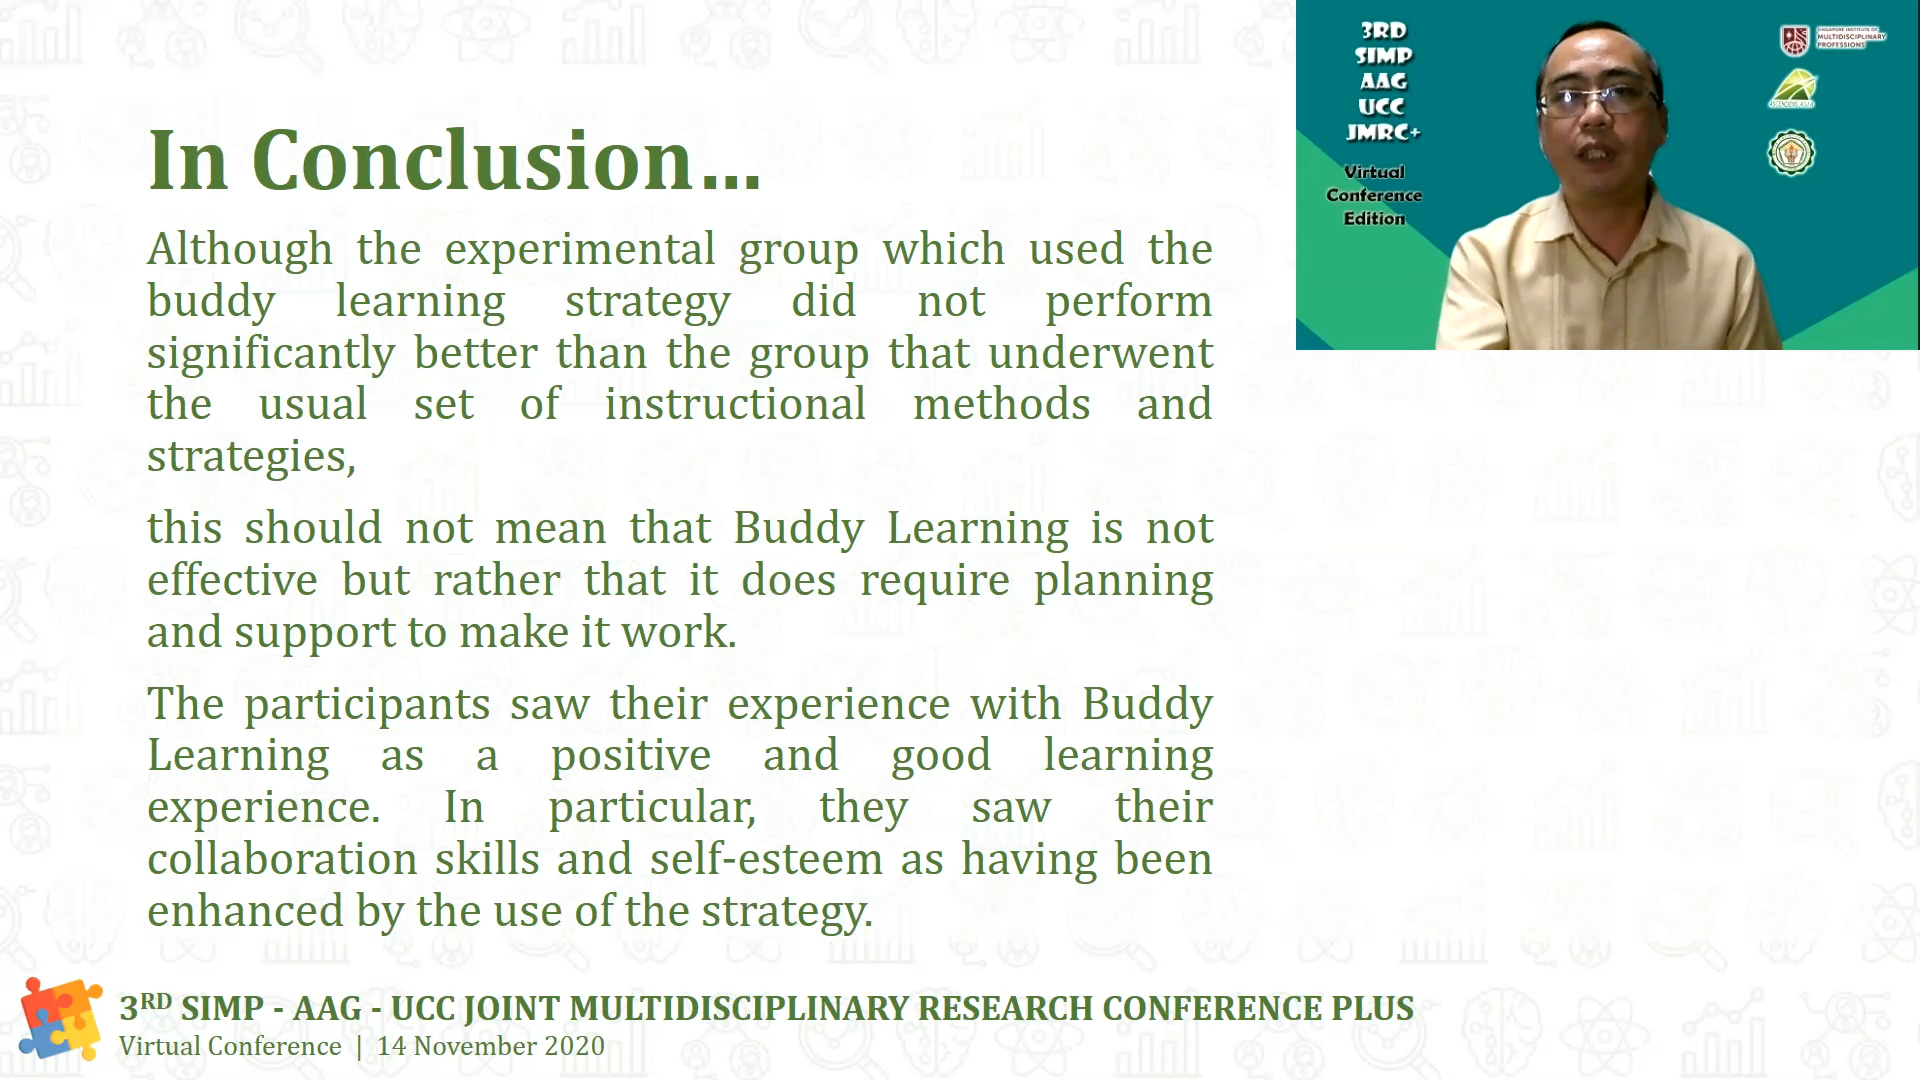 In Conclusion...
Although the experimental group which used the
buddy learning strategy did not perform
significantly better than the group that underwent
the usual set of instructional methods and
strategies,
this should not mean that Buddy Learning is not
effective but rather that it does require planning
and support to make it work.
The participants saw their experience with Buddy
Learning as a positive and good learning
experience. In particular, they saw their
collaboration skills and self-esteem as having been
enhanced by the use of the strategy.
3RD SIMP - AAG - UCC JOINT MULTIDISCIPLINARY RESEARCH CONFERENCE PLUS
Virtual Conference | 14 November 2020
3RD
SIMP
AAG
UCC
JMRC+
Virtual
Conference
Edition
SINGAPORE INSTITUTE OF
MULTIDISCIPLINARY
PROFESSIONS